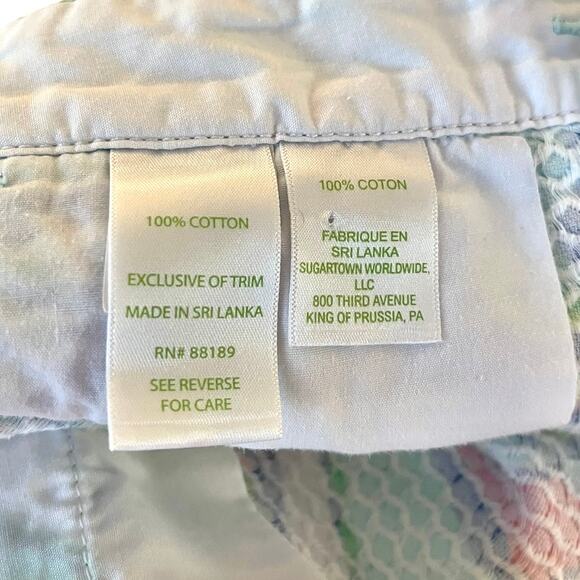 100% COTTON
EXCLUSIVE OF TRIM
MADE IN SRI LANKA
RN# 88189
SEE REVERSE
FOR CARE
100% COTON
FABRIQUE EN
SRI LANKA
SUGARTOWN WORLDWIDE,
LLC
800 THIRD AVENUE
KING OF PRUSSIA, PA